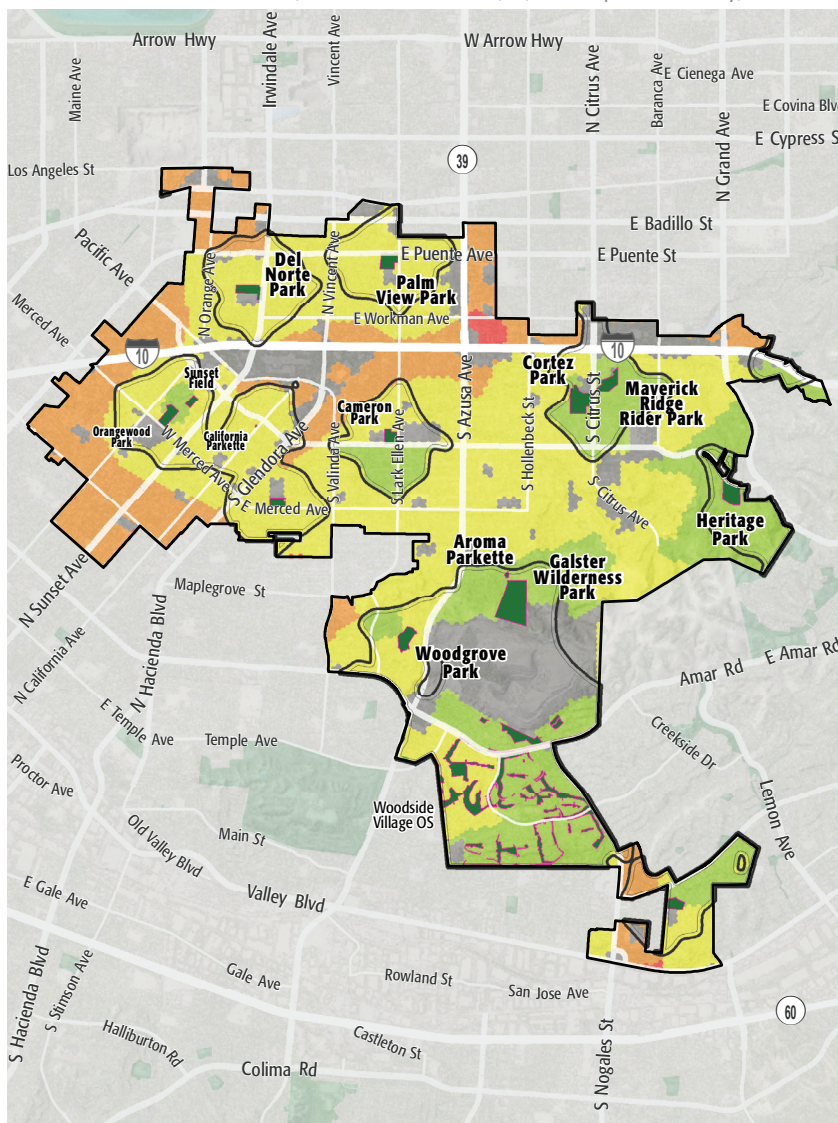 Arrow Hwy
W Arrow Hwy
Maine Ave
Irwindale Ave
Vincent Ave
N Citrus Ave
Baranca Ave
E Cienega Ave
N Grand Ave
E Covina Blv
E Cypress S
Los Angeles St
39
E Badillo St
E Puente Ave
E Puente St
Pacific Ave
N Orange Ave
Del
Norte
Park
N Vincent Ave
Palm
View Park
Merced Ave
E Workman Ave
10
10
Sunset
Field
Cortez
Park
S Azusa Ave
Maverick
Ridge
Rider Park
S Citrus St
Cameron
Park
Orangewood
Park
California
Parkette
W Merced Ave
S Glendora Ave
S Valinda Ave
S Lark Ellen Ave
S Hollenbeck St
S Citrus Ave
E Merced Ave
Heritage
Park
Aroma
Parkette
Galster
Wilderness
Park
N Sunset Ave
Maplegrove St
N Hacienda Blvd
N California Ave
Woodgrove
Park
Amar Rd
E Amar Rd
E Temple Ave
Temple Ave
Creekside Dr
Proctor Ave
Woodside
Village OS
Lemon Ave
Main St
Old Valley Blvd
E Gale Ave
Valley Blvd
S Hacienda Blvd
S Stimson Ave
Gale Ave
Rowland St
San Jose Ave
60
Halliburton Rd
Castleton St
Colima Rd
S Nogales St